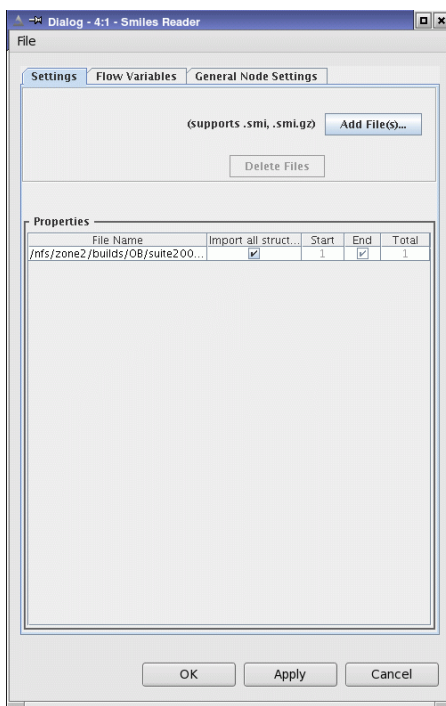 Dialog - 4:1 - Smiles Reader
File
Settings Flow Variables General Node Settings
(supports .smi, .smi.gz) Add File(s)...
Delete Files
Properties
File Name Import all struct... Start End Total
/nfs/zone2/builds/OB/suite200... 1 1
OK Apply Cancel